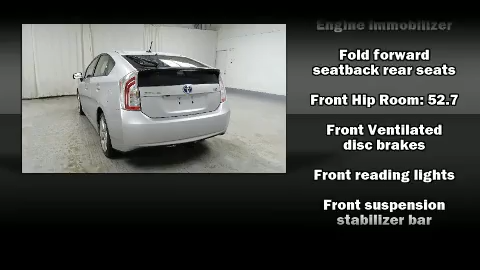 Engine Immobilizer
Fold forward
seatback rear seats
Front Hip Room: 52.7
Front Ventilated
disc brakes
Front reading lights
Front suspension
stabilizer bar